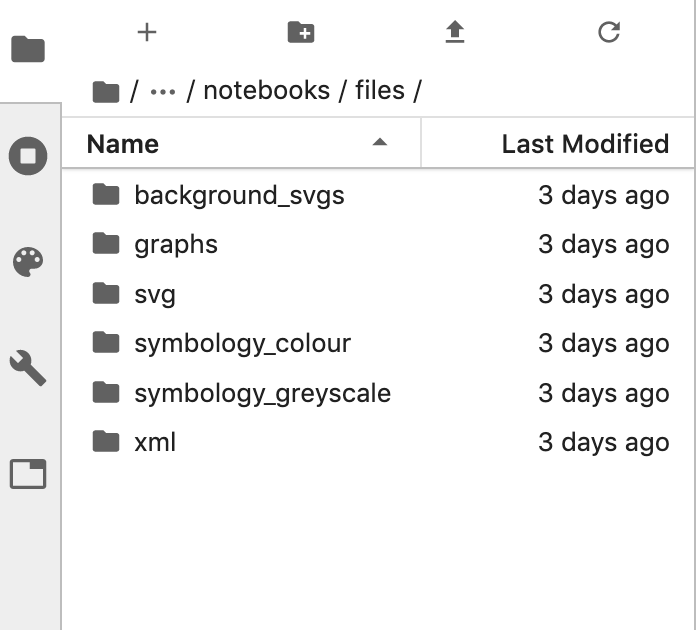 / ··· / notebooks / files /
Name Last Modified
background_svgs 3 days ago
graphs 3 days ago
svg 3 days ago
symbology_colour 3 days ago
symbology_greyscale 3 days ago
xml 3 days ago